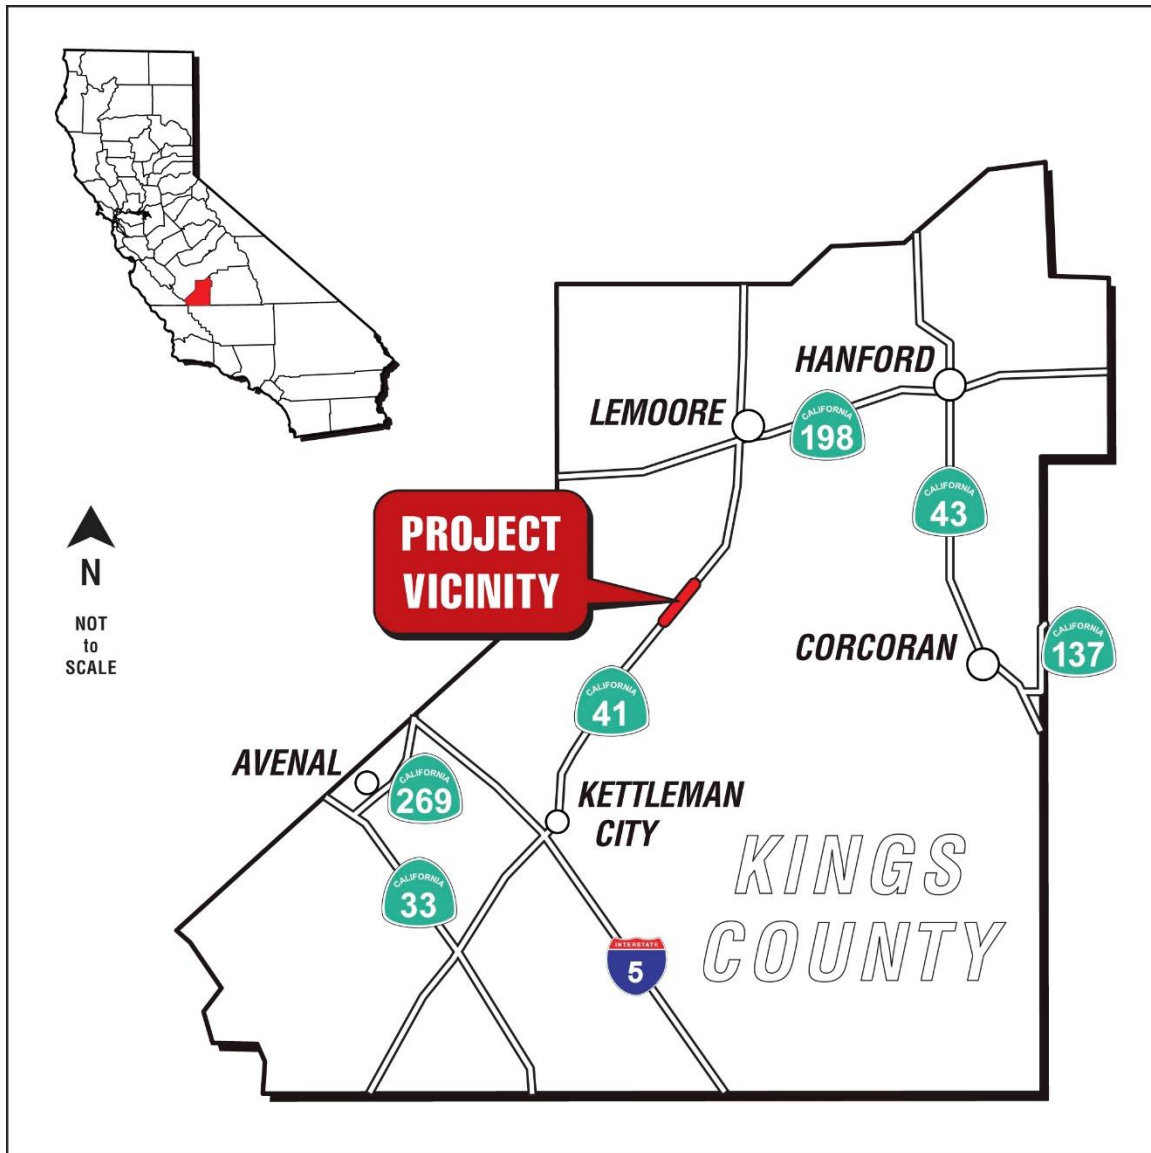 HANFORD
LEMOORE
CALIFORNIA
198
PROJECT
VICINITY
CALIFORNIA
43
N
NOT
to
SCALE
CORCORAN
CALIFORNIA
137
CALIFORNIA
41
AVENAL
CALIFORNIA
269
KETTLEMAN
CITY
KINGS
COUNTY
CALIFORNIA
33
INTERSTATE
5